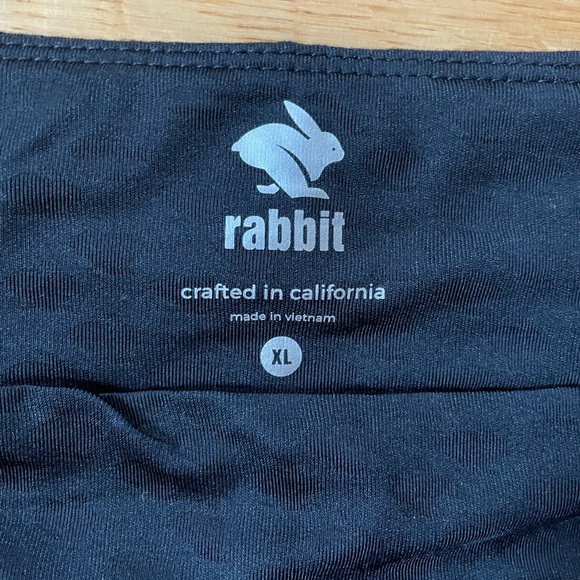 rabbit
crafted in california
made in vietnam
XL